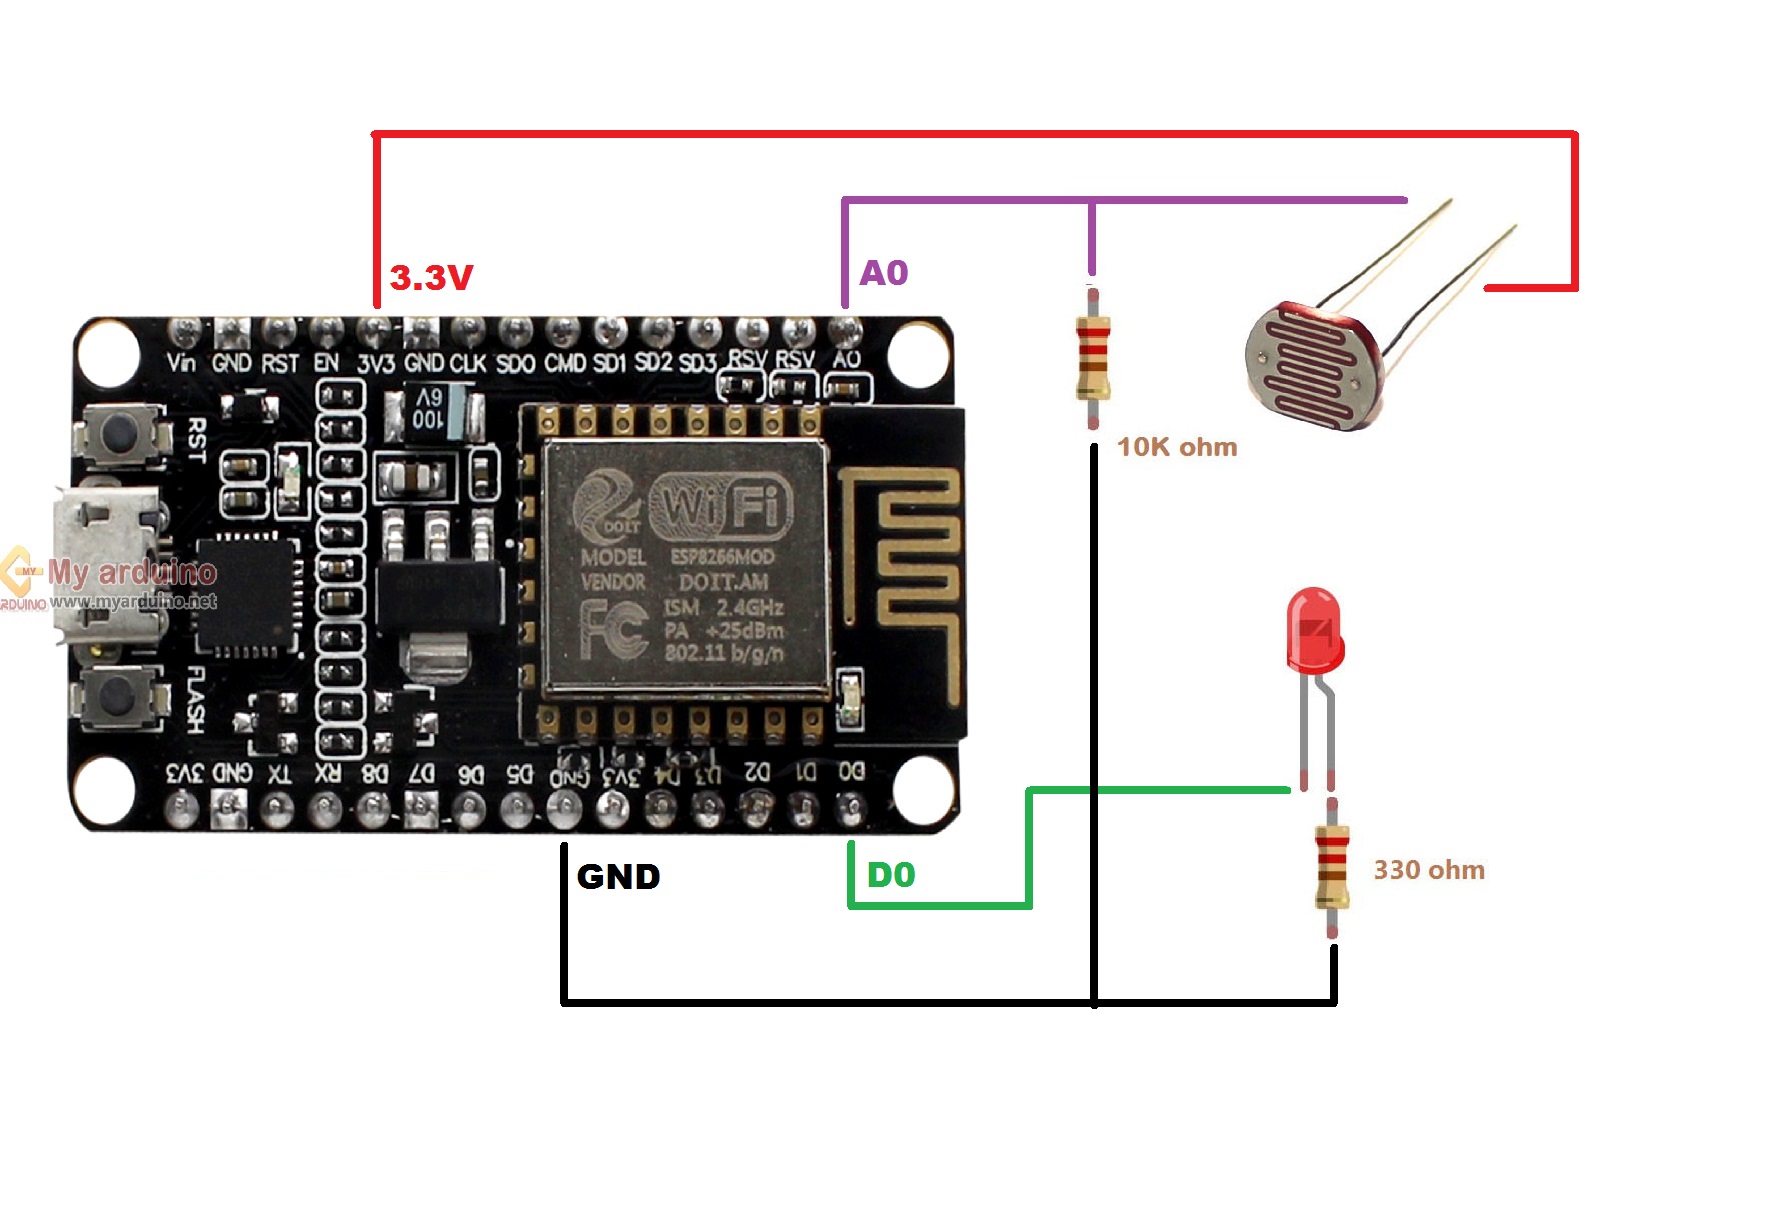 3.3V
A0
Vin GND RST EN 3V3 GND CLK SD0 CMD SD1 SD2 SD3 RSV RSV A0
100
6V
RST
10K ohm
DOIT
WiFi
MODEL ESP8266MOD
VENDOR DOIT.AM
FC
ISM 2.4GHz
PA +25dBm
802.11 b/g/n
MY
My arduino
RDUINO www.myarduino.net
FLASH
3V3 GND TX RX D8 D7 D6 D5 GND 3V3 D4 D3 D2 D1 D0
GND
D0
330 ohm